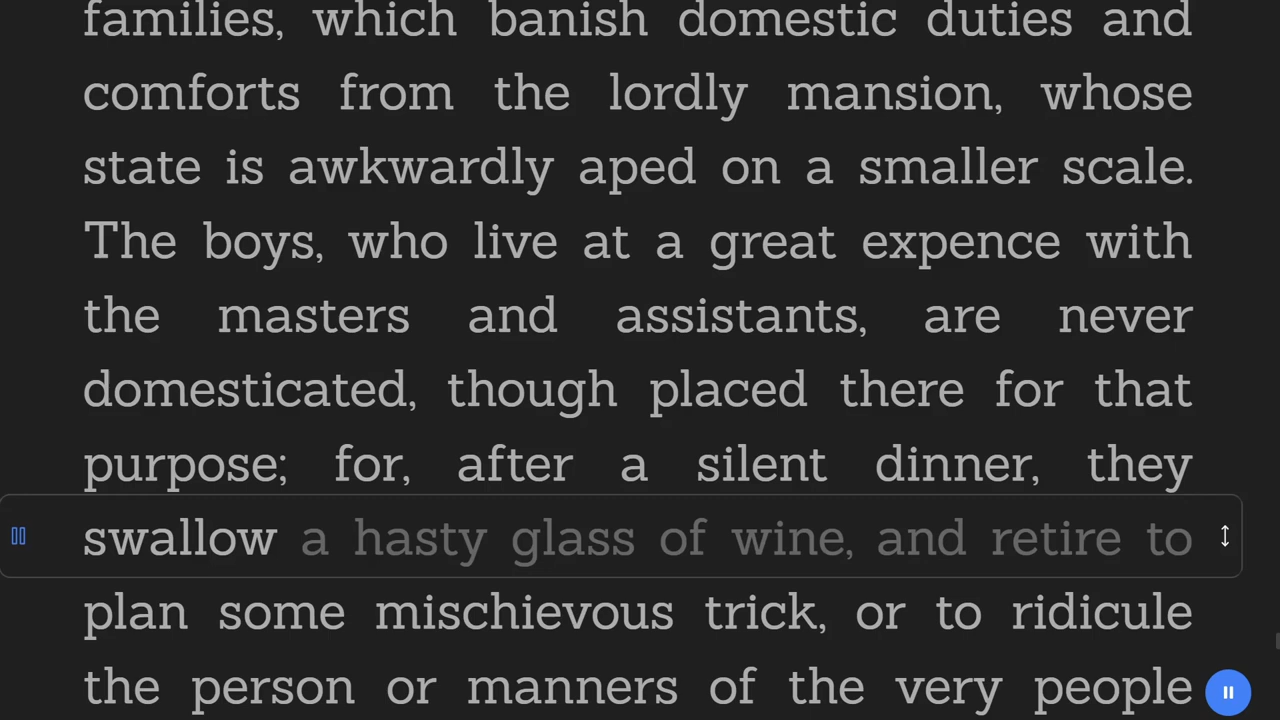 families, which banish domestic duties and
comforts from the lordly mansion, whose
state is awkwardly aped on a smaller scale.
The boys, who live at a great expence with
the masters and assistants, are never
domesticated, though placed there for that
purpose; for, after a silent dinner, they
swallow a hasty glass of wine, and retire to
plan some mischievous trick, or to ridicule
the person or manners of the very people